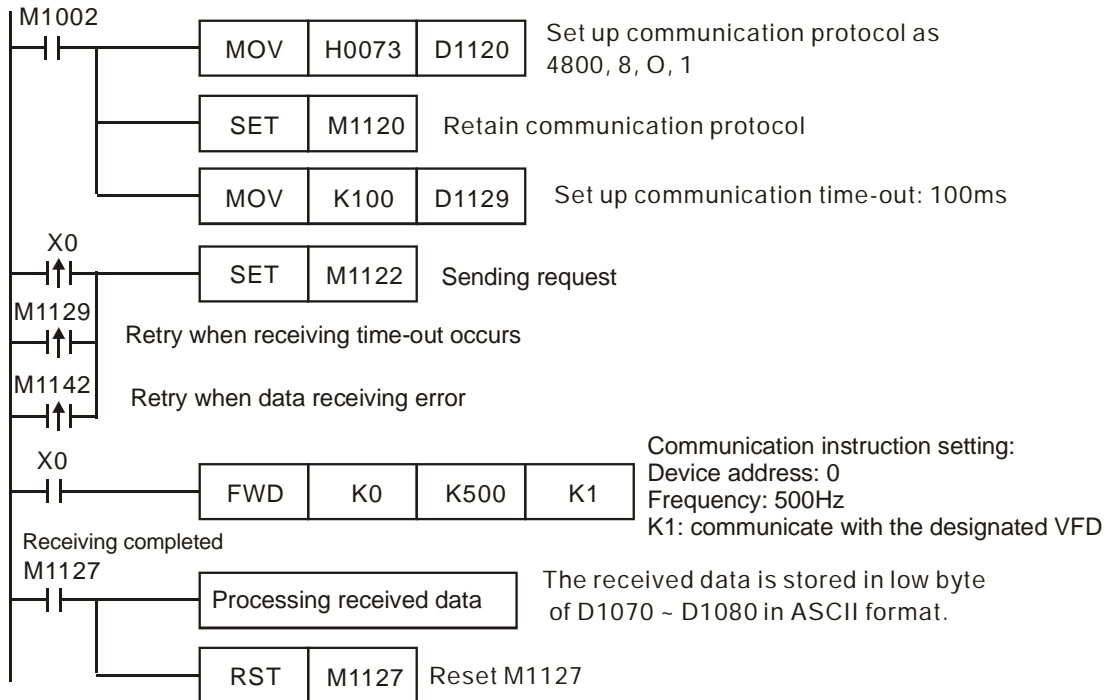 M1002
MOV H0073 D1120 Set up communication protocol as
4800, 8, O, 1
SET M1120 Retain communication protocol
MOV K100 D1129 Set up communication time-out: 100ms
X0
SET M1122 Sending request
M1129
Retry when receiving time-out occurs
M1142
Retry when data receiving error
X0
FWD K0 K500 K1
Communication instruction setting:
Device address: 0
Frequency: 500Hz
K1: communicate with the designated VFD
Receiving completed
M1127
Processing received data
The received data is stored in low byte
of D1070 ~ D1080 in ASCII format.
RST M1127 Reset M1127